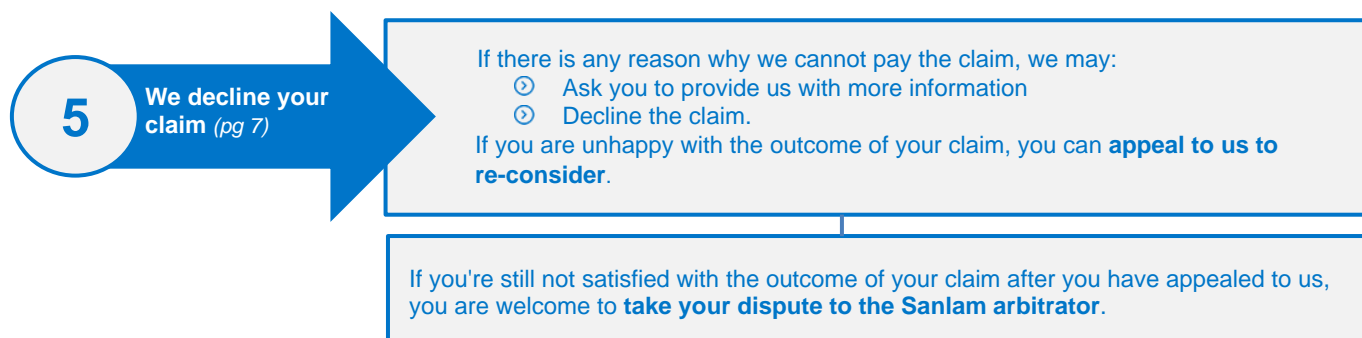 5
We decline your
claim (pg 7)
If there is any reason why we cannot pay the claim, we may:
Ask you to provide us with more information
Decline the claim.
If you are unhappy with the outcome of your claim, you can appeal to us to
re-consider.
If you're still not satisfied with the outcome of your claim after you have appealed to us,
you are welcome to take your dispute to the Sanlam arbitrator.